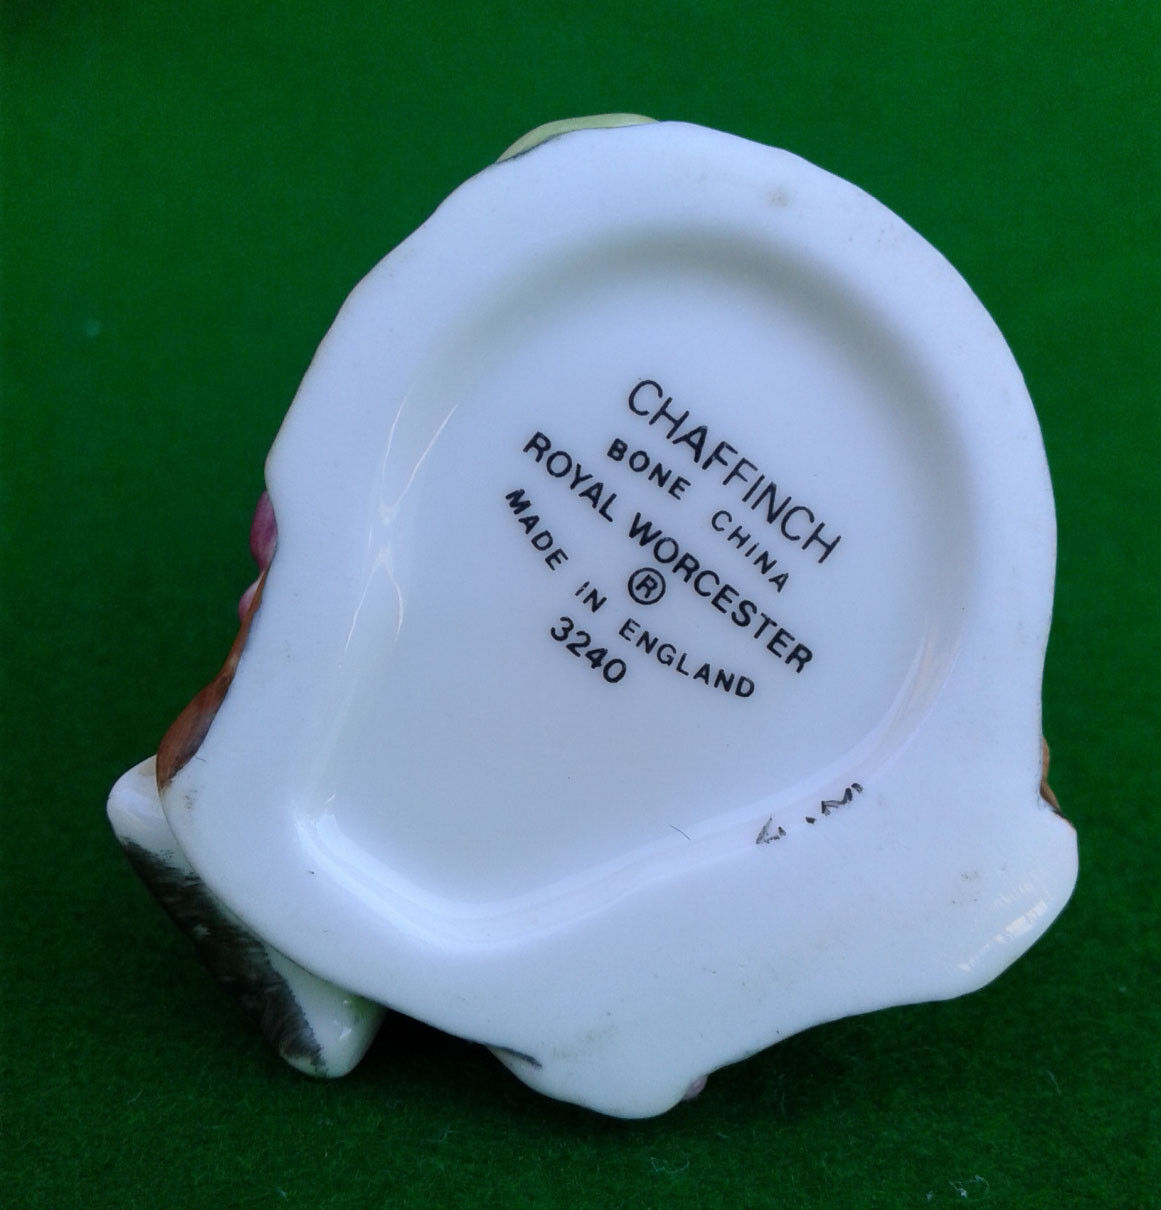 CHAFFINCH
BONE CHINA
ROYAL WORCESTER
®
MADE IN ENGLAND
3240